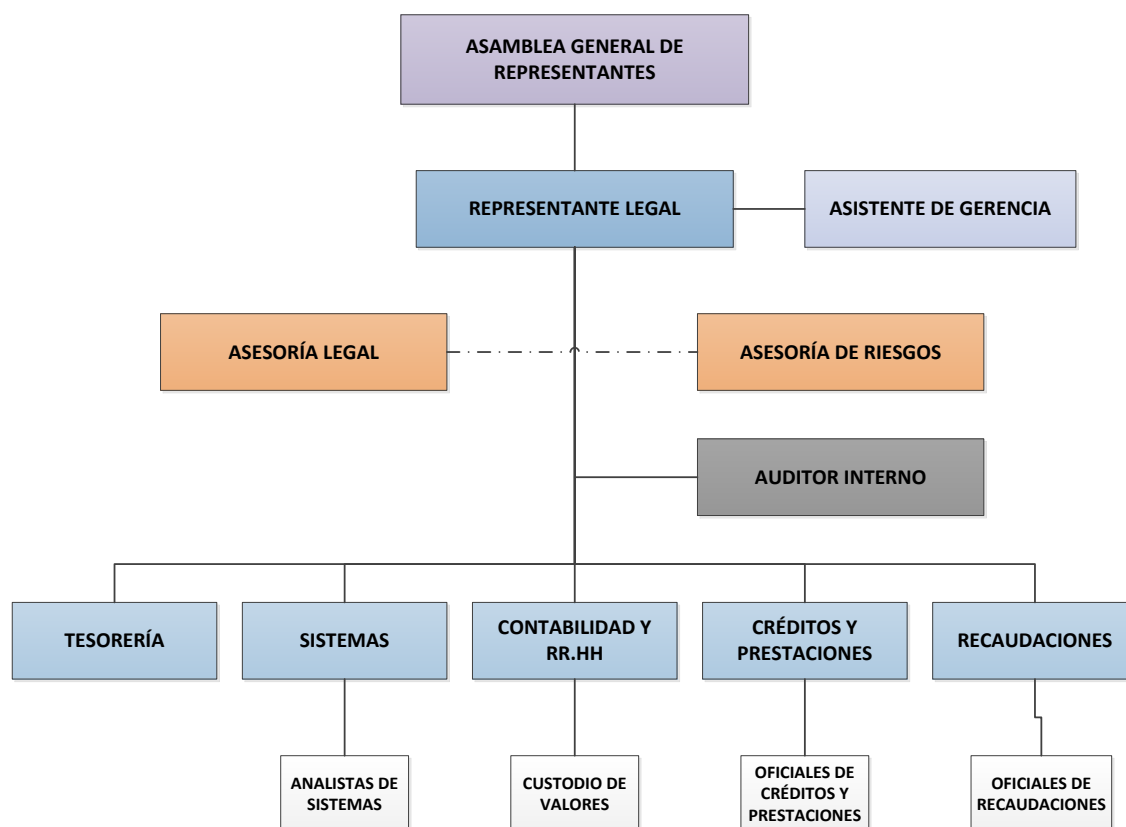 ASAMBLEA GENERAL DE
REPRESENTANTES
REPRESENTANTE LEGAL
ASISTENTE DE GERENCIA
ASESORÍA LEGAL
ASESORÍA DE RIESGOS
AUDITOR INTERNO
TESORERÍA
SISTEMAS
CONTABILIDAD Y
RR.HH
CRÉDITOS Y
PRESTACIONES
RECAUDACIONES
ANALISTAS DE
SISTEMAS
CUSTODIO DE
VALORES
OFICIALES DE
CRÉDITOS Y
PRESTACIONES
OFICIALES DE
RECAUDACIONES